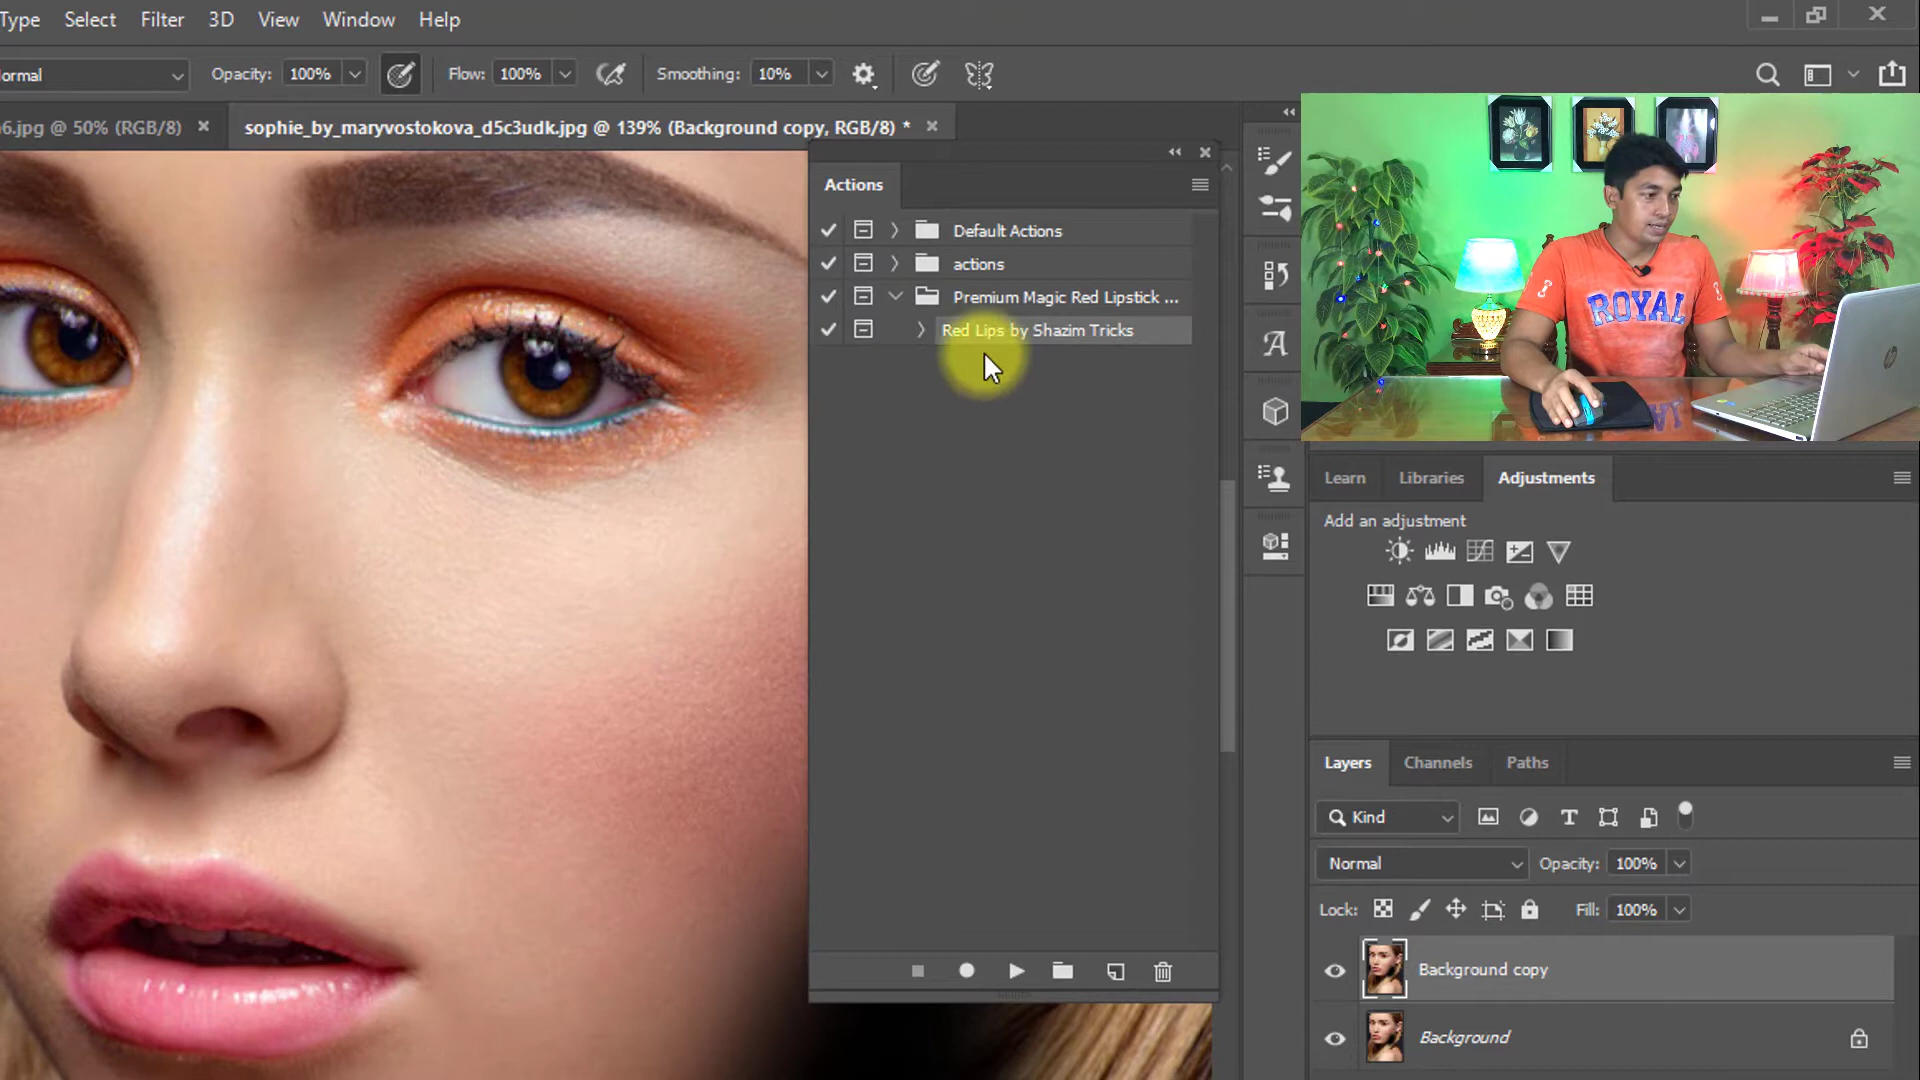 Type Select Filter 3D View Window Help
ormal Opacity: 100% Flow: 100% Smoothing: 10%
6.jpg @ 50% (RGB/8) sophie_by_maryvostokova_d5c3udk.jpg @ 139% (Background copy, RGB/8) *
Actions
Default Actions
actions
Premium Magic Red Lipstick ...
Red Lips by Shazim Tricks
ROYAL
Learn Libraries Adjustments
Add an adjustment
Layers Channels Paths
Kind
Normal Opacity: 100%
Lock: Fill: 100%
Background copy
Background